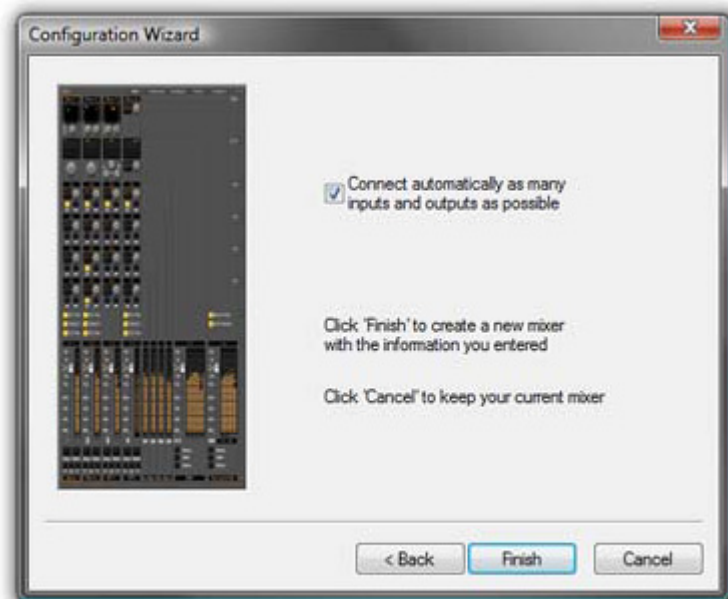 Configuration Wizard
Connect automatically as many
inputs and outputs as possible
Click 'Finish' to create a new mixer
with the information you entered
Click 'Cancel' to keep your current mixer
< Back
Finish
Cancel